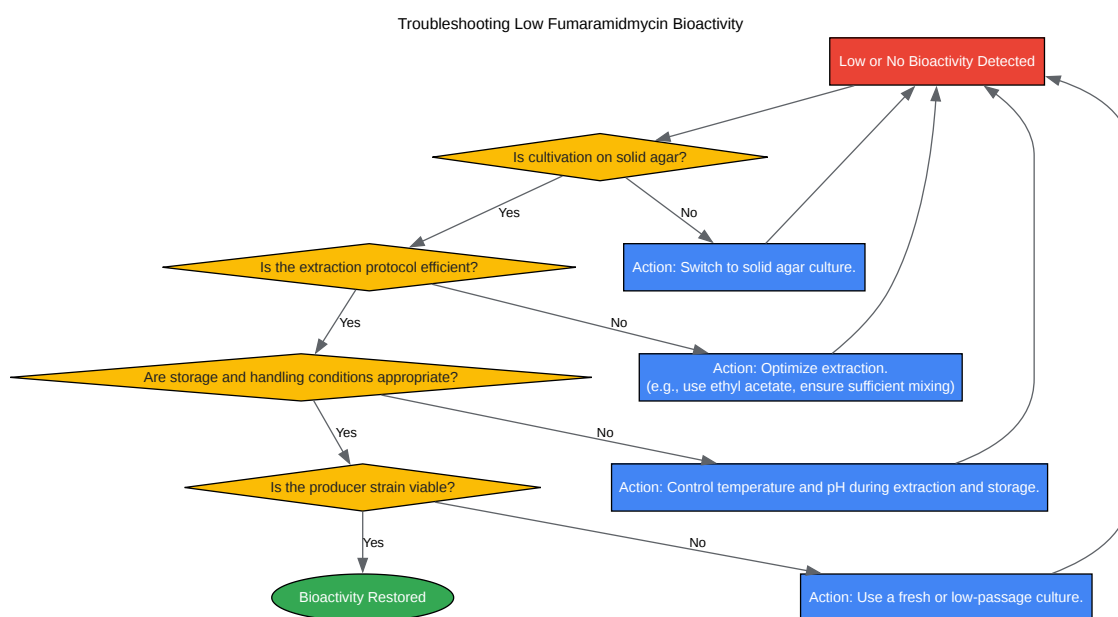 Troubleshooting Low Fumaramidmycin Bioactivity
Low or No Bioactivity Detected
Is cultivation on solid agar?
Yes
No
Is the extraction protocol efficient?
Action: Switch to solid agar culture.
Yes
No
Are storage and handling conditions appropriate?
Action: Optimize extraction.
(e.g., use ethyl acetate, ensure sufficient mixing)
Yes
No
Is the producer strain viable?
Action: Control temperature and pH during extraction and storage.
Yes
No
Bioactivity Restored
Action: Use a fresh or low-passage culture.